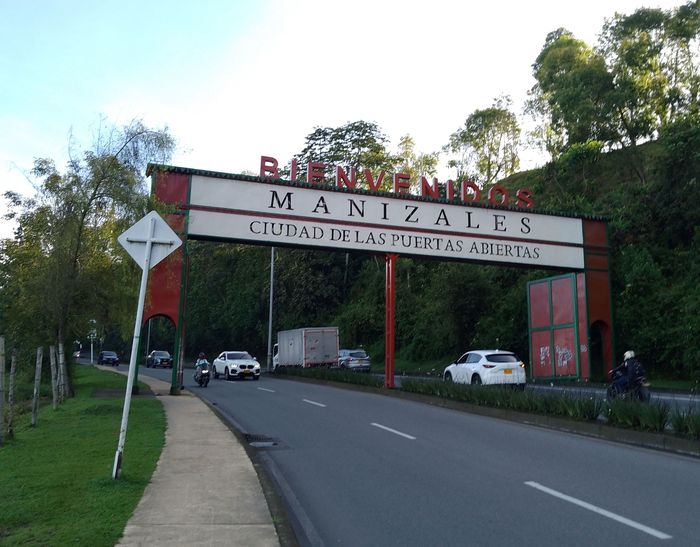 BIENVENIDOS
MANIZALES
CIUDAD DE LAS PUERTAS ABIERTAS